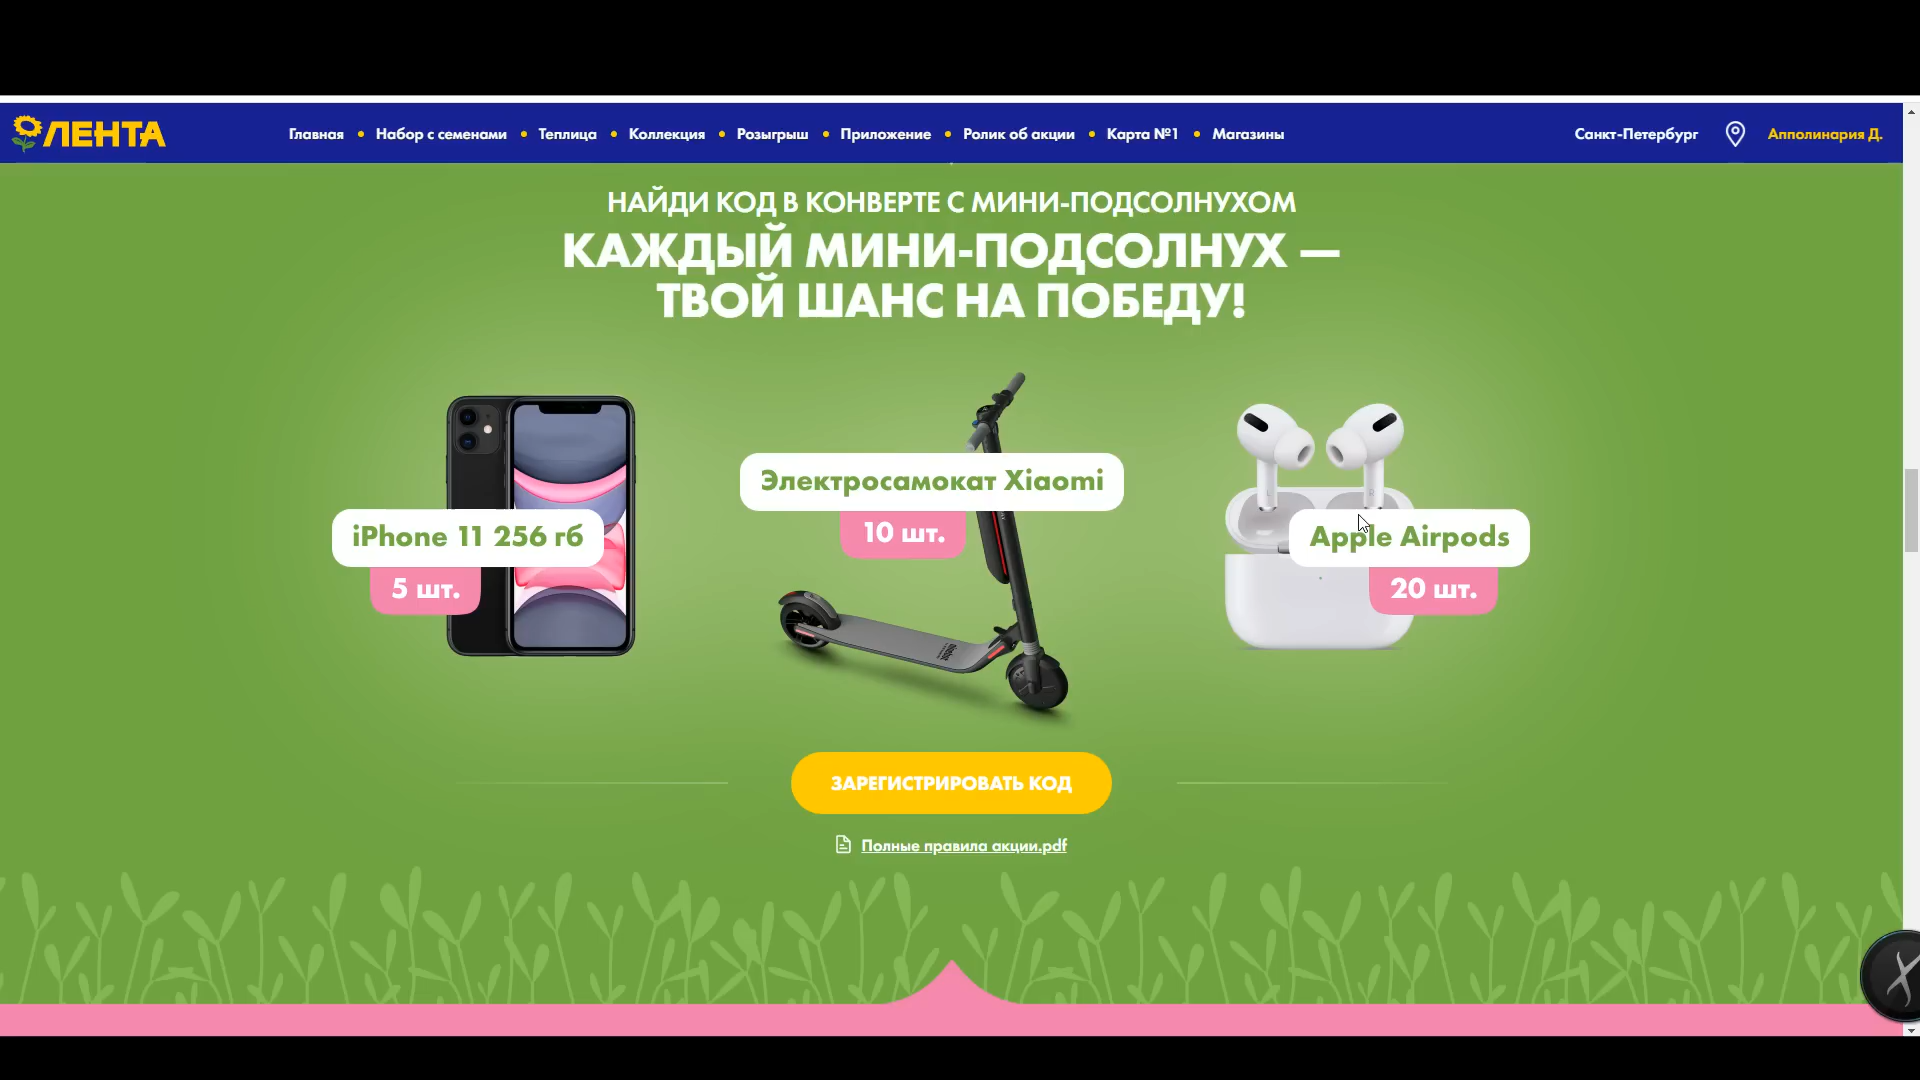 ЛЕНТА
Главная • Набор с семенами • Теплица • Коллекция • Розыгрыш • Приложение • Ролик об акции • Карта №1 • Магазины
Санкт-Петербург
Апполинария Д.
НАЙДИ КОД В КОНВЕРТЕ С МИНИ-ПОДСОЛНУХОМ
КАЖДЫЙ МИНИ-ПОДСОЛНУХ —
ТВОЙ ШАНС НА ПОБЕДУ!
iPhone 11 256 гб
5 шт.
Электросамокат Xiaomi
10 шт.
Apple Airpods
20 шт.
ЗАРЕГИСТРИРОВАТЬ КОД
Полные правила акции.pdf